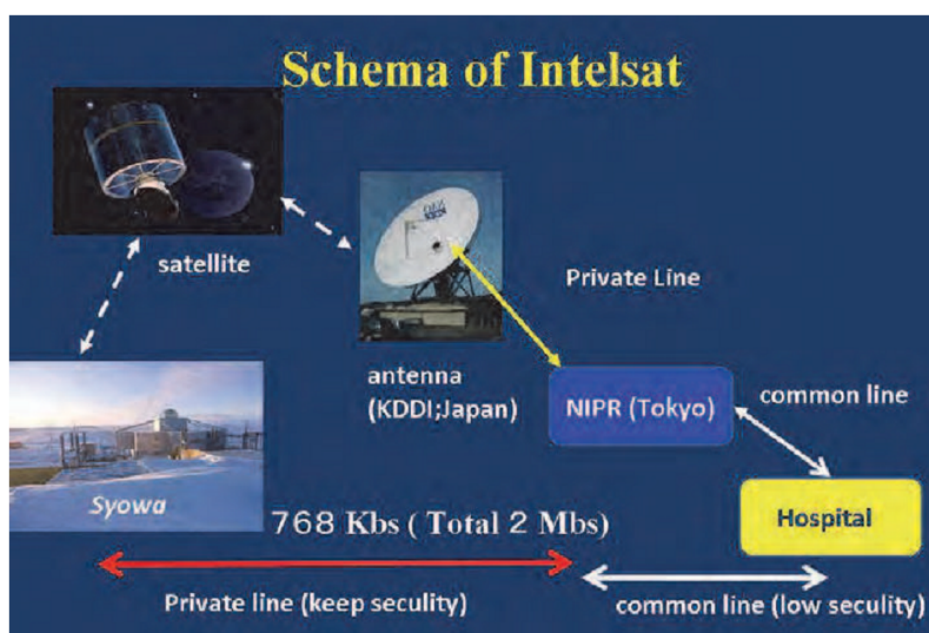 Schema of Intelsat
satellite
Private Line
antenna
(KDDI;Japan)
NIPR (Tokyo)
common line
Syowa
Hospital
768 Kbs ( Total 2 Mbs)
Private line (keep seculity)
common line (low seculity)